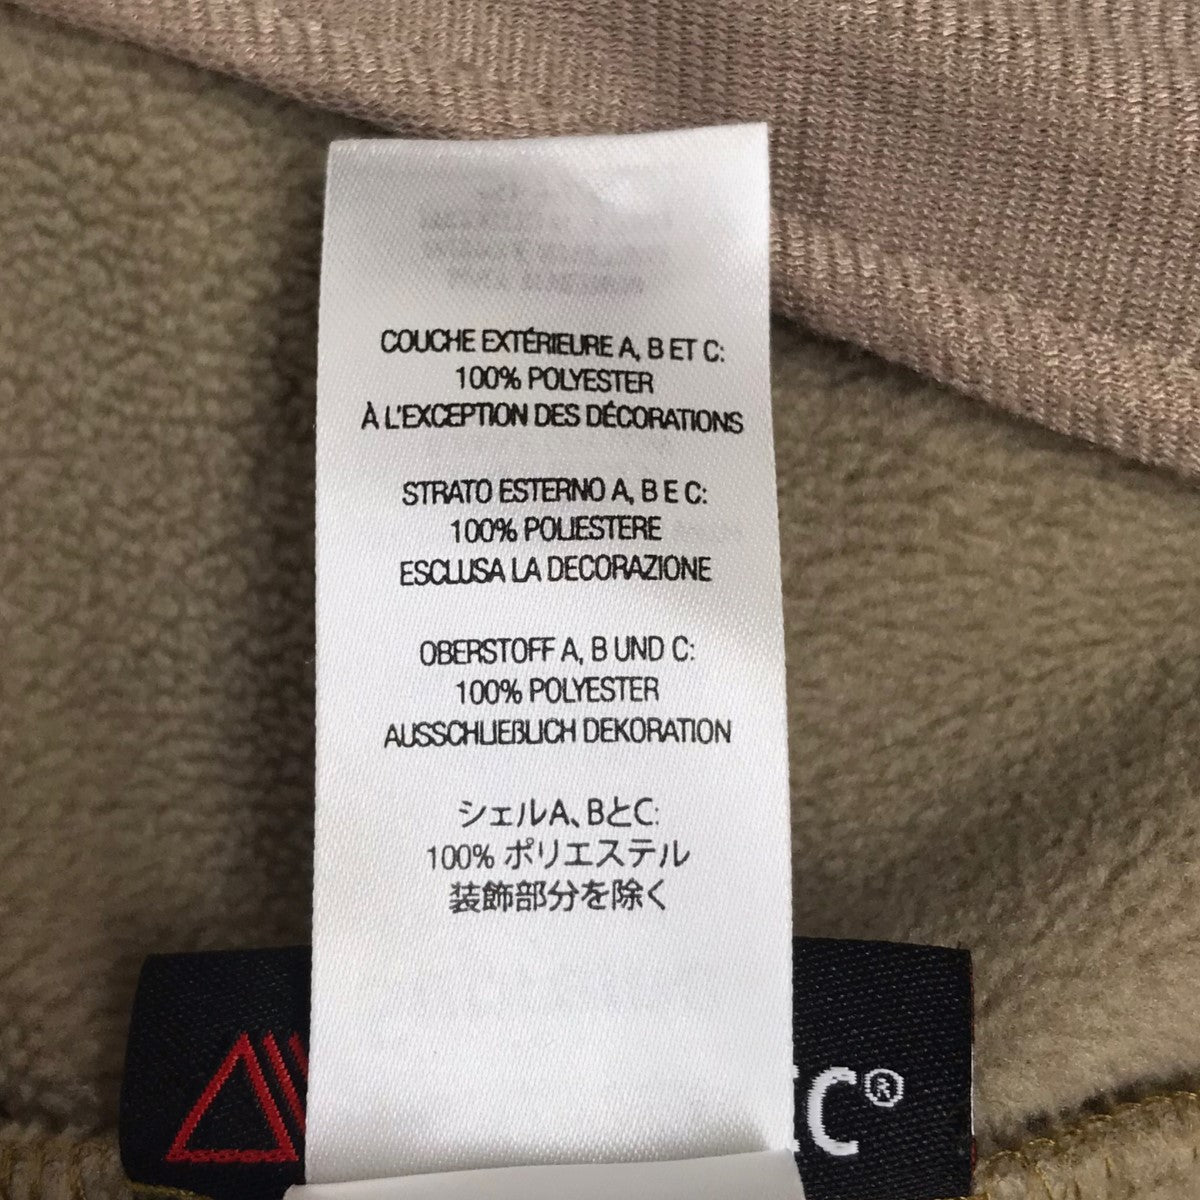 COUCHE EXTÉRIEURE A, B ET C:
100% POLYESTER
À L'EXCEPTION DES DÉCORATIONS
STRATO ESTERNO A, B E C:
100% POLIESTERE
ESCLUSA LA DECORAZIONE
OBERSTOFF A, B UND C:
100% POLYESTER
AUSSCHLIEßLICH DEKORATION
シェルA、BとC:
100% ポリエステル
装飾部分を除く